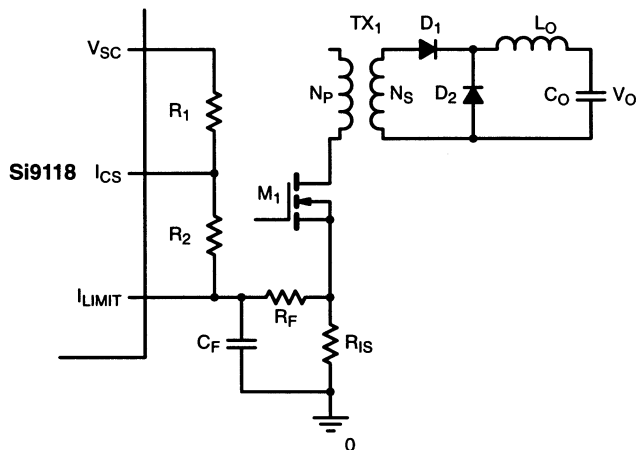 TX1
D1
LO
VSC
R1
NP
NS
D2
CO
VO
Si9118
ICS
M1
R2
ILIMIT
RF
CF
RIS
0